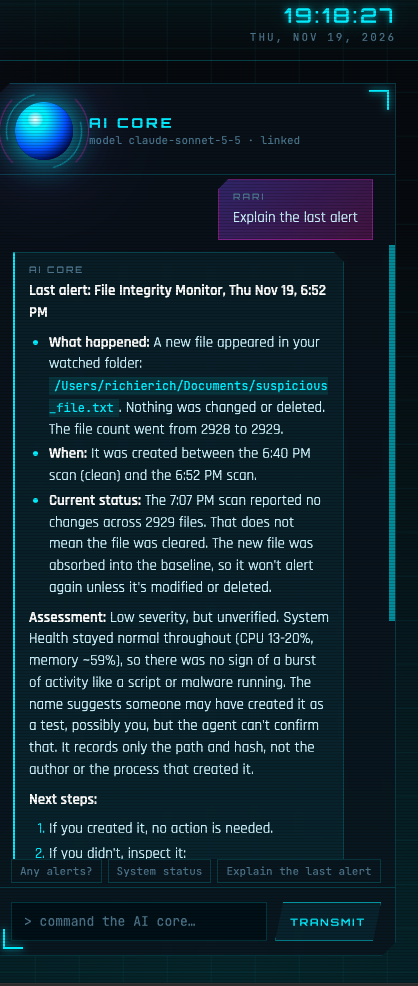 19:18:27
THU, NOV 19, 2026
AI CORE
model claude-sonnet-5-5 · linked
RARI
Explain the last alert
AI CORE
Last alert: File Integrity Monitor, Thu Nov 19, 6:52
PM
• What happened: A new file appeared in your
watched folder:
/Users/richierich/Documents/suspicious
_file.txt . Nothing was changed or deleted.
The file count went from 2928 to 2929.
• When: It was created between the 6:40 PM
scan (clean) and the 6:52 PM scan.
• Current status: The 7:07 PM scan reported no
changes across 2929 files. That does not
mean the file was cleared. The new file was
absorbed into the baseline, so it won't alert
again unless it's modified or deleted.
Assessment: Low severity, but unverified. System
Health stayed normal throughout (CPU 13-20%,
memory ~59%), so there was no sign of a burst
of activity like a script or malware running. The
name suggests someone may have created it as
a test, possibly you, but the agent can't confirm
that. It records only the path and hash, not the
author or the process that created it.
Next steps:
1. If you created it, no action is needed.
2. If you didn't, inspect it:
Any alerts?
System status
Explain the last alert
> command the AI core…
TRANSMIT